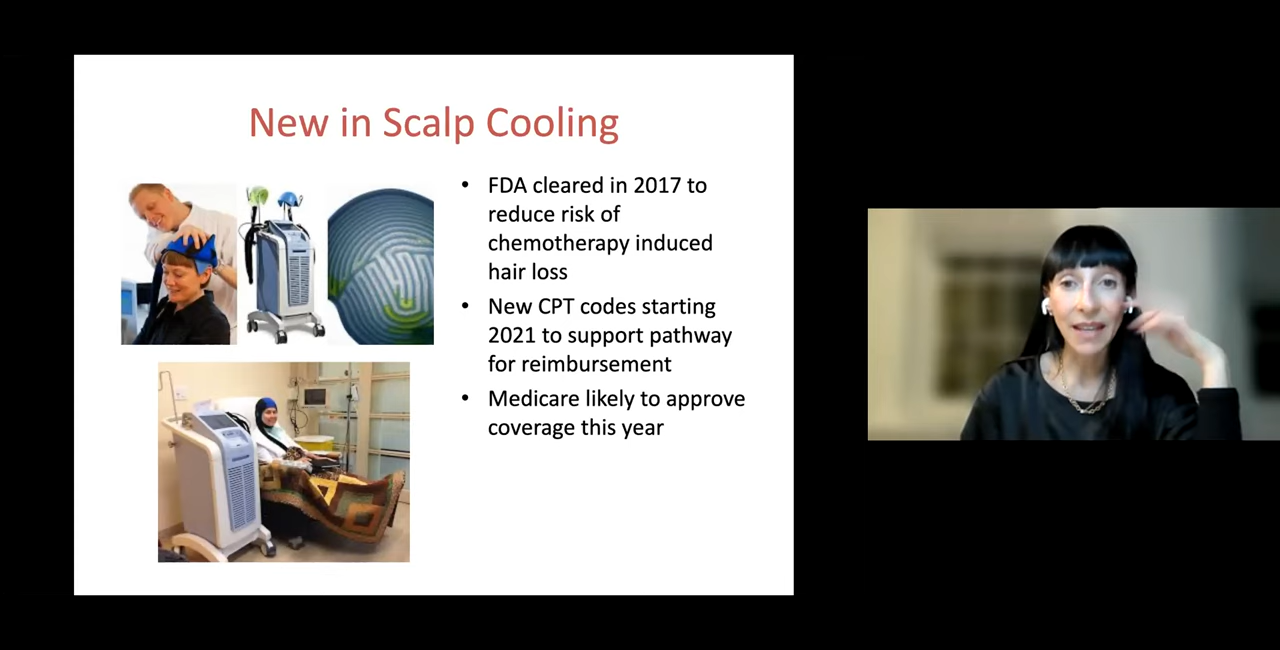 New in Scalp Cooling
• FDA cleared in 2017 to
reduce risk of
chemotherapy induced
hair loss
• New CPT codes starting
2021 to support pathway
for reimbursement
• Medicare likely to approve
coverage this year